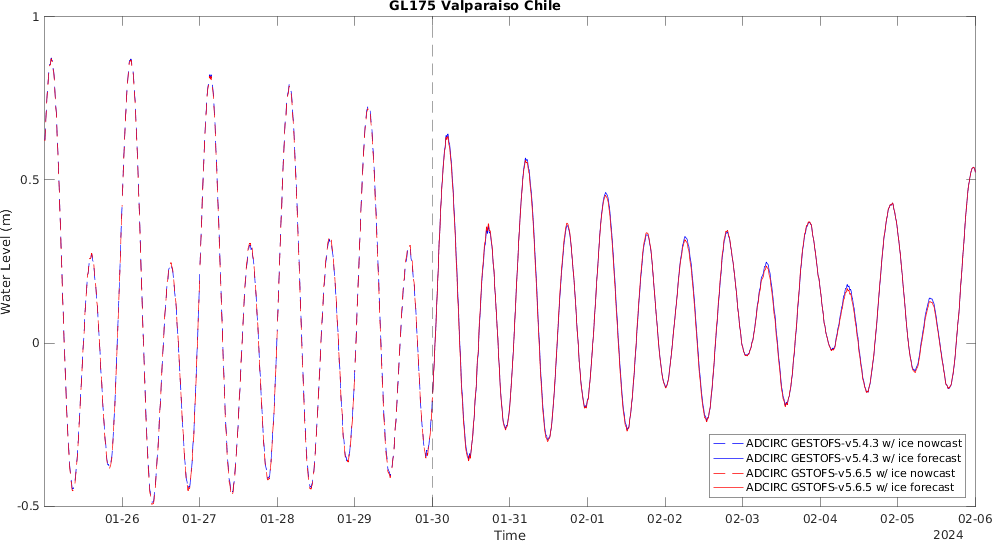 GL175 Valparaiso Chile
1
0.5
0
-0.5
Water Level (m)
ADCIRC GESTOFS-v5.4.3 w/ ice nowcast
ADCIRC GESTOFS-v5.4.3 w/ ice forecast
ADCIRC GSTOFS-v5.6.5 w/ ice nowcast
ADCIRC GSTOFS-v5.6.5 w/ ice forecast
01-26 01-27 01-28 01-29 01-30 01-31 02-01 02-02 02-03 02-04 02-05 02-06
Time
2024